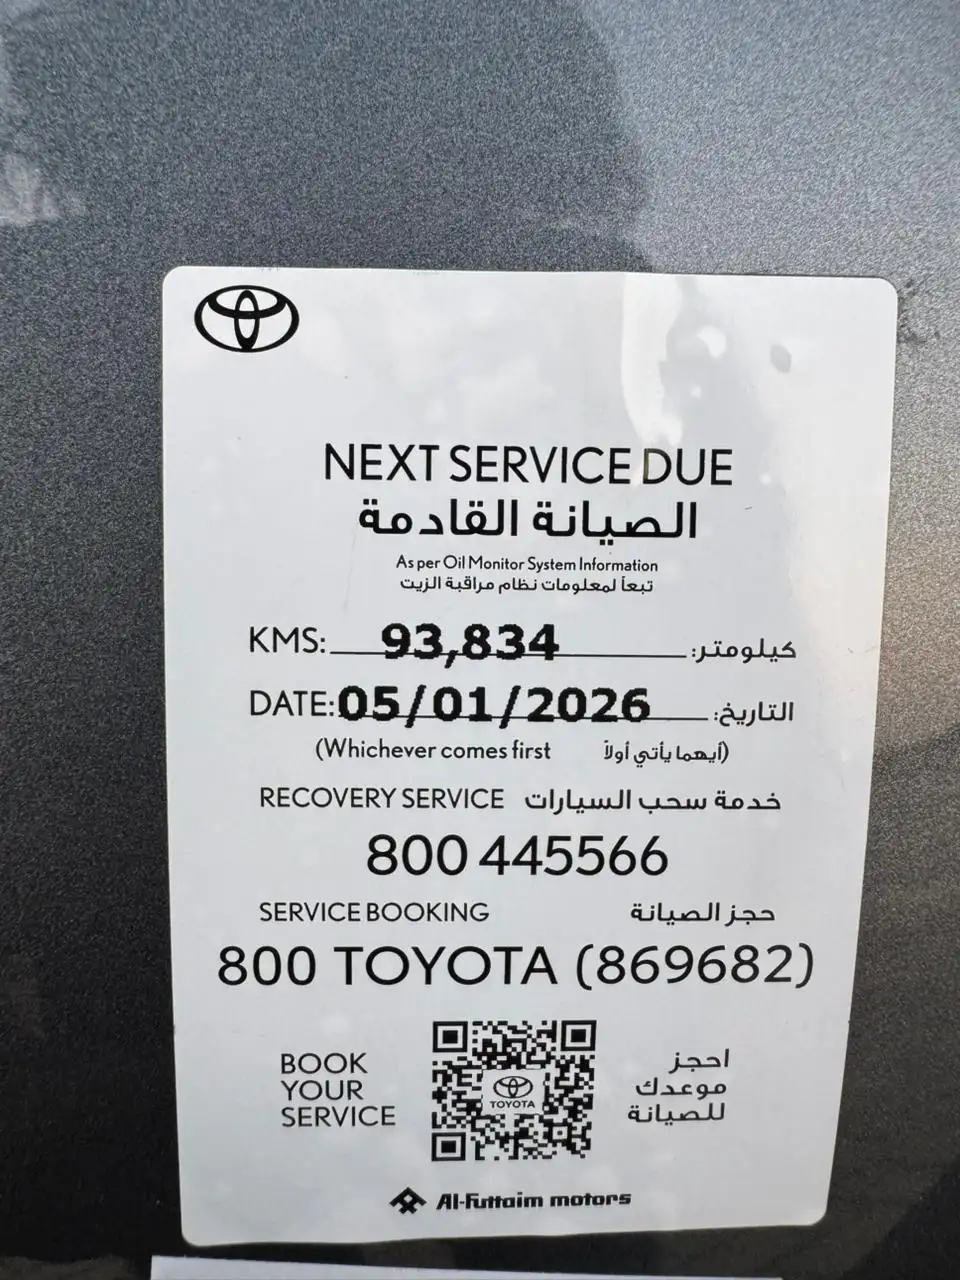 NEXT SERVICE DUE
الصيانة القادمة
As per Oil Monitor System Information
تبعاً لمعلومات نظام مراقبة الزيت
KMS: 93,834 كيلومتر:
DATE: 05/01/2026 التاريخ:
(Whichever comes first أيهما يأتي أولاً)
RECOVERY SERVICE خدمة سحب السيارات
800 445566
SERVICE BOOKING حجز الصيانة
800 TOYOTA (869682)
BOOK
YOUR
SERVICE
TOYOTA
احجز
موعدك
للصيانة
Al-Futtaim motors